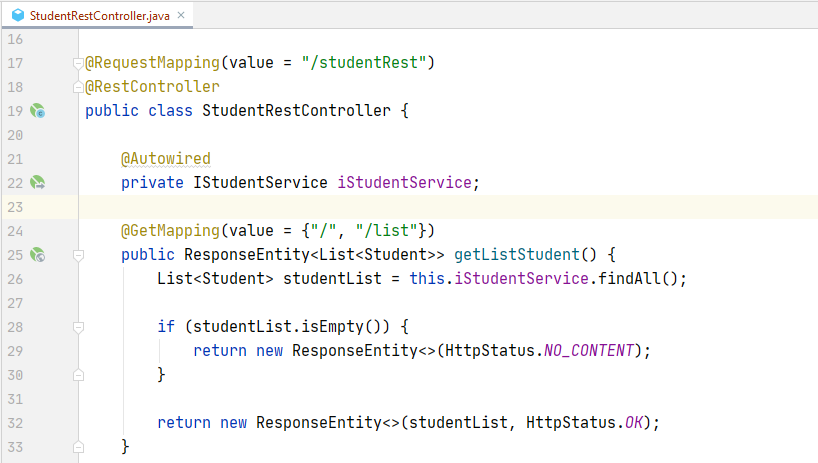 StudentRestController.java
16
17 @RequestMapping(value = "/studentRest")
18 @RestController
19 public class StudentRestController {
20
21 @Autowired
22 private IStudentService iStudentService;
23
24 @GetMapping(value = {"/", "/list"})
25 public ResponseEntity<List<Student>> getListStudent() {
26 List<Student> studentList = this.iStudentService.findAll();
27
28 if (studentList.isEmpty()) {
29 return new ResponseEntity<>(HttpStatus.NO_CONTENT);
30 }
31
32 return new ResponseEntity<>(studentList, HttpStatus.OK);
33 }